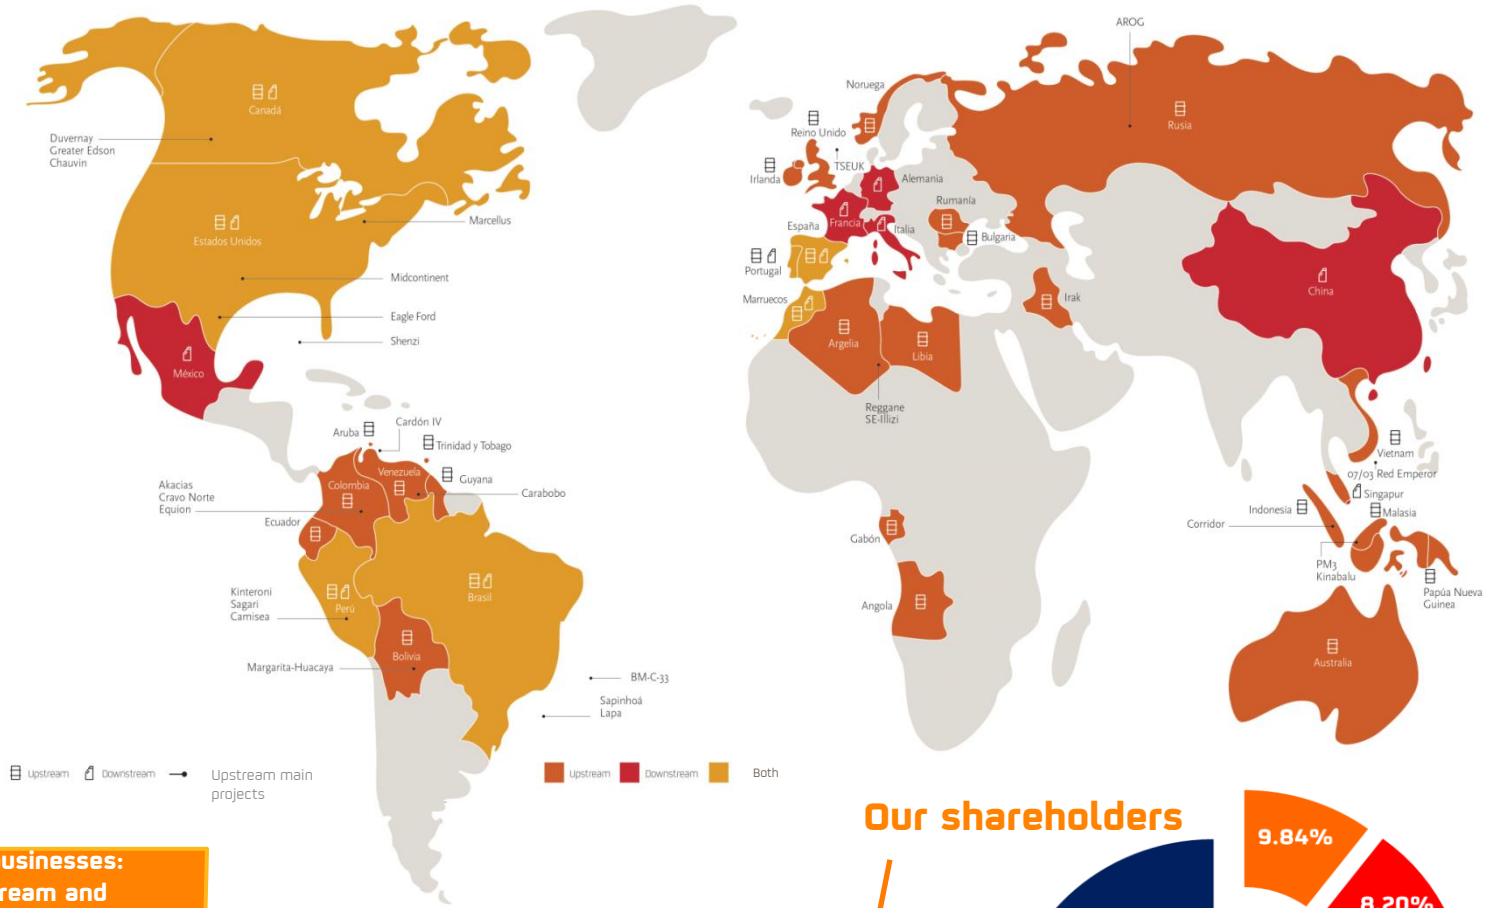 AROG
Noruega
Canadá
Rusia
Reino Unido
Duvernay
Greater Edson
Chauvin
TSEUK
Irlanda
Alemania
Rumanía
Marcellus
Francia
España
Italia
Estados Unidos
Bulgaria
Portugal
Midcontinent
China
Marruecos
Irak
Eagle Ford
Shenzi
Argelia
Libia
México
Reggane
SE-Illizi
Cardón IV
Aruba
Trinidad y Tobago
Vietnam
Venezuela
07/03 Red Emperor
Guyana
Colombia
Akacias
Cravo Norte
Equion
Carabobo
Singapur
Indonesia
Malasia
Ecuador
Corridor
Gabón
PM3
Kinabalu
Papúa Nueva
Guinea
Kinteroni
Sagari
Camisea
Perú
Brasil
Angola
Bolivia
Margarita-Huacaya
Australia
BM-C-33
Sapinhoá
Lapa
Upstream
Downstream
Upstream main
projects
Upstream
Downstream
Both
Our shareholders
9.84%
usinesses:
ream and
8.20%